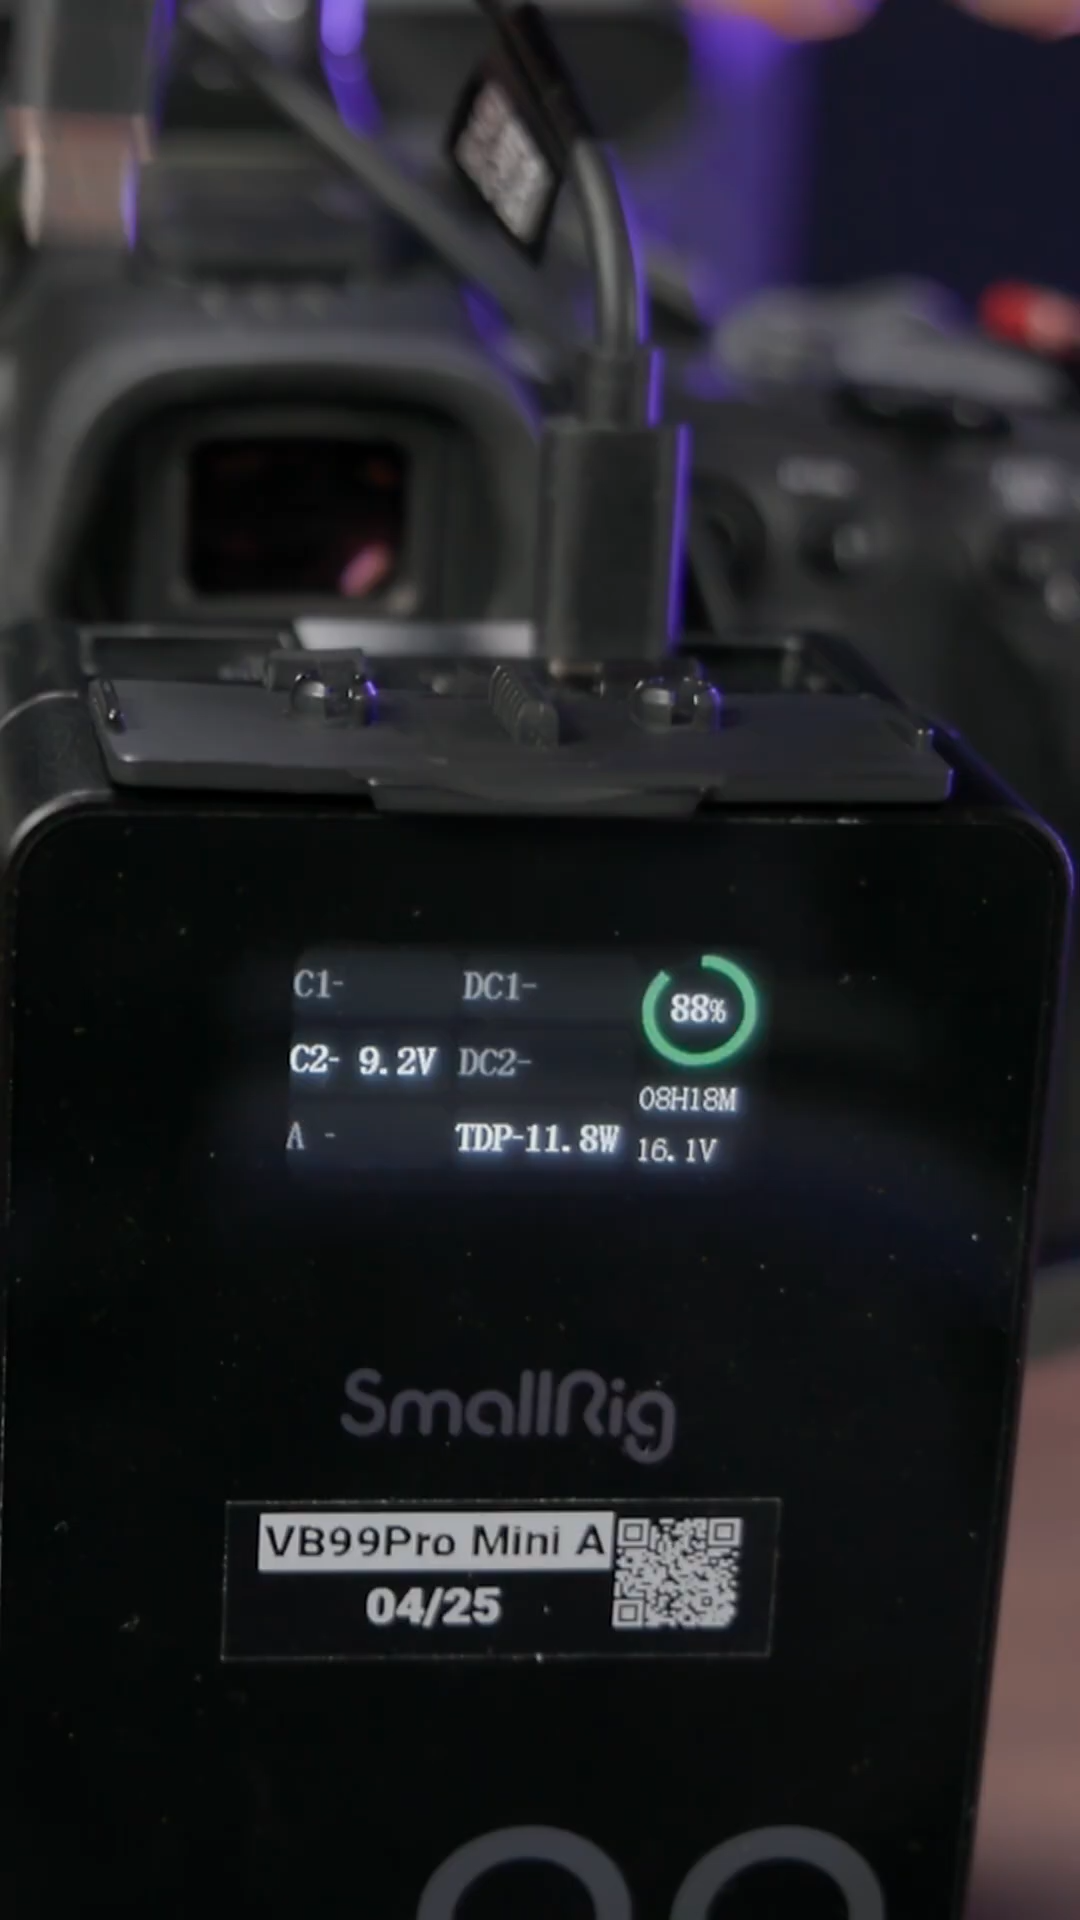 C1- DC1- 88%
C2- 9.2V DC2-
08H18M
A - TDP-11.8W 16.1V
SmallRig
VB99Pro Mini A
04/25